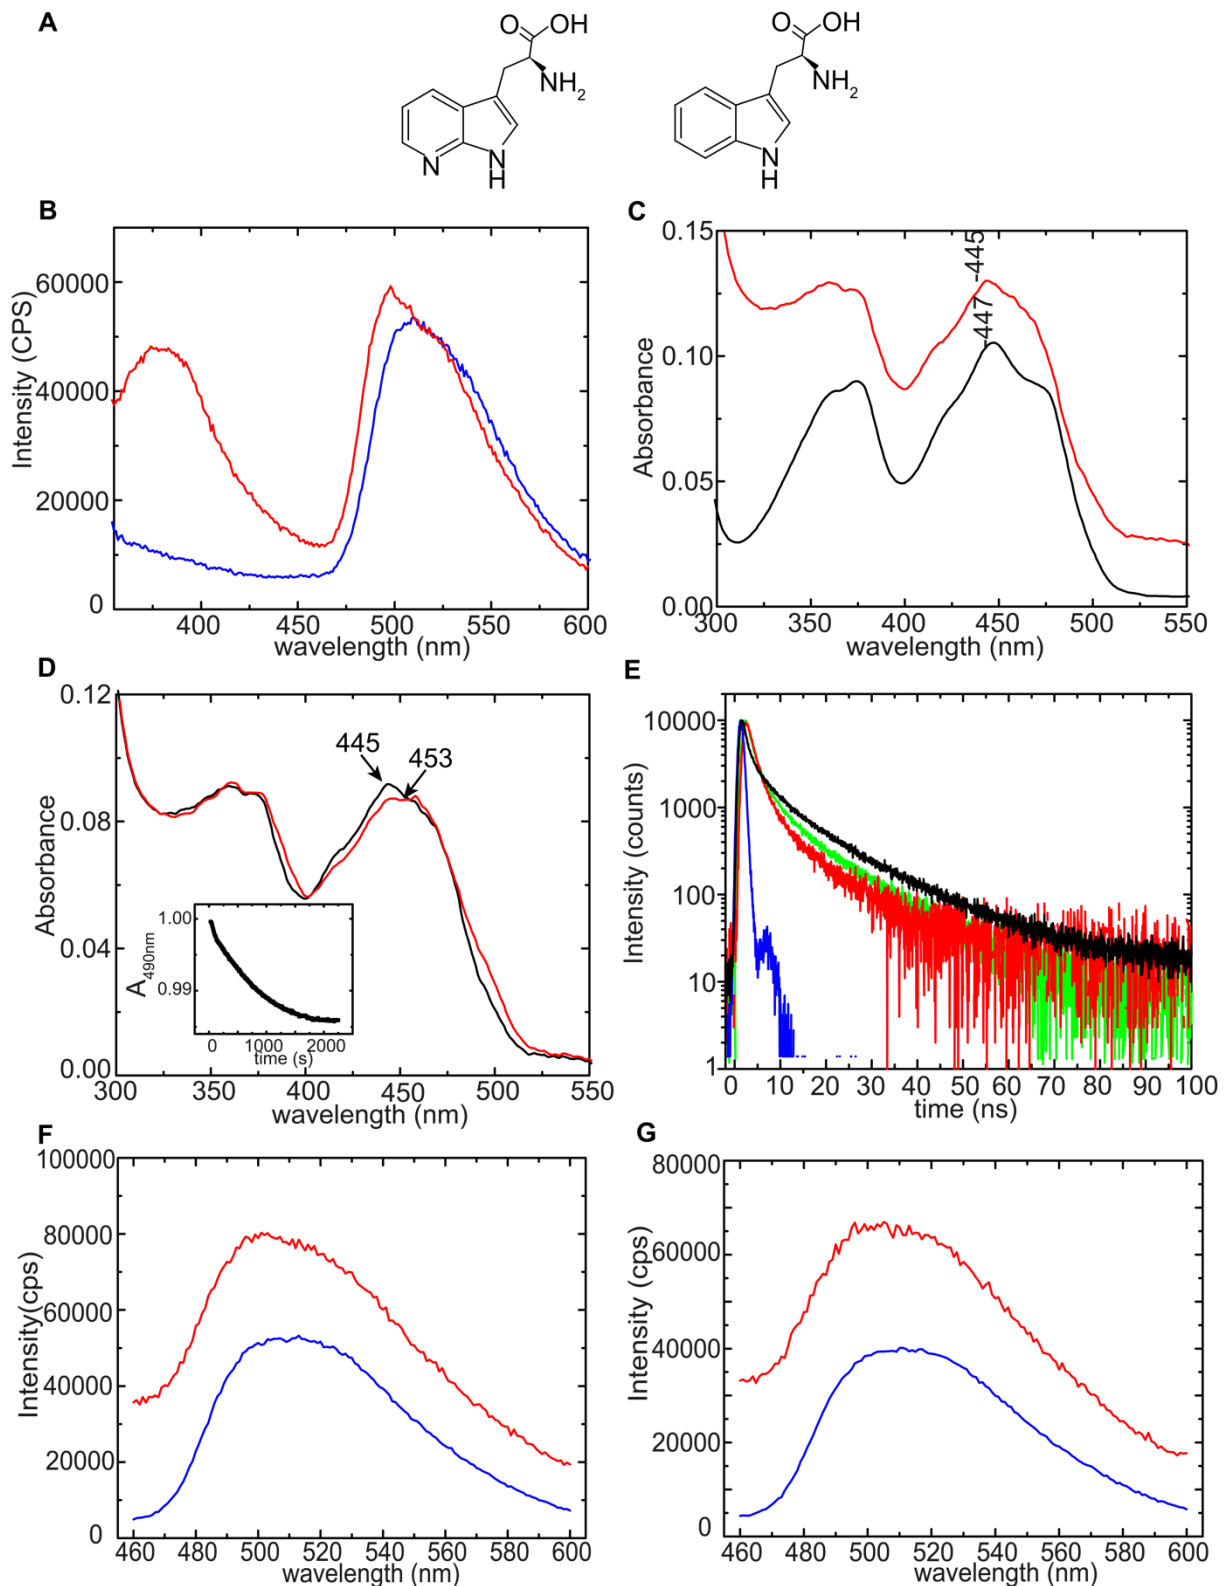 A
O OH
NH2
N
N
H
O OH
NH2
N
H
B
Intensity (CPS)
60000
40000
20000
0
400 450 500 550 600
wavelength (nm)
C
Absorbance
0.15
0.10
0.05
0.00
-445
-447
300 350 400 450 500 550
wavelength (nm)
D
Absorbance
0.12
0.08
0.04
0.00
445
453
A490nm
1.00
0.99
0 1000 2000
time (s)
300 350 400 450 500 550
wavelength (nm)
E
Intensity (counts)
10000
1000
100
10
1
0 10 20 30 40 50 60 70 80 90 100
time (ns)
F
Intensity(cps)
100000
80000
60000
40000
20000
0
460 480 500 520 540 560 580 600
wavelength (nm)
G
Intensity (cps)
80000
60000
40000
20000
0
460 480 500 520 540 560 580 600
wavelength (nm)